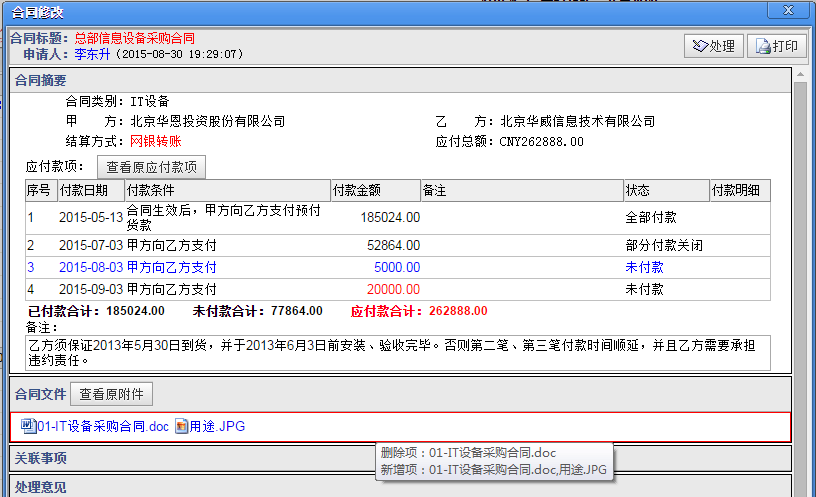 合同修改
合同标题：总部信息设备采购合同
申请人：李东升（2015-08-30 19:29:07）
处理 打印
合同摘要
合同类别：IT设备
甲 方：北京华恩投资股份有限公司 乙 方：北京华威信息技术有限公司
结算方式：网银转账 应付总额：CNY262888.00
应付款项： 查看原应付款项
序号 付款日期 付款条件 付款金额 备注 状态 付款明细
1 2015-05-13 合同生效后，甲方向乙方支付预付货款 185024.00 全部付款
2 2015-07-03 甲方向乙方支付 52864.00 部分付款关闭
3 2015-08-03 甲方向乙方支付 5000.00 未付款
4 2015-09-03 甲方向乙方支付 20000.00 未付款
已付款合计：185024.00 未付款合计：77864.00 应付款合计：262888.00
备注：
乙方须保证2013年5月30日到货，并于2013年6月3日前安装、验收完毕。否则第二笔、第三笔付款时间顺延，并且乙方需要承担
违约责任。
合同文件 查看原附件
01-IT设备采购合同.doc 用途.JPG
删除项：01-IT设备采购合同.doc
新增项：01-IT设备采购合同.doc,用途.JPG
关联事项
处理意见